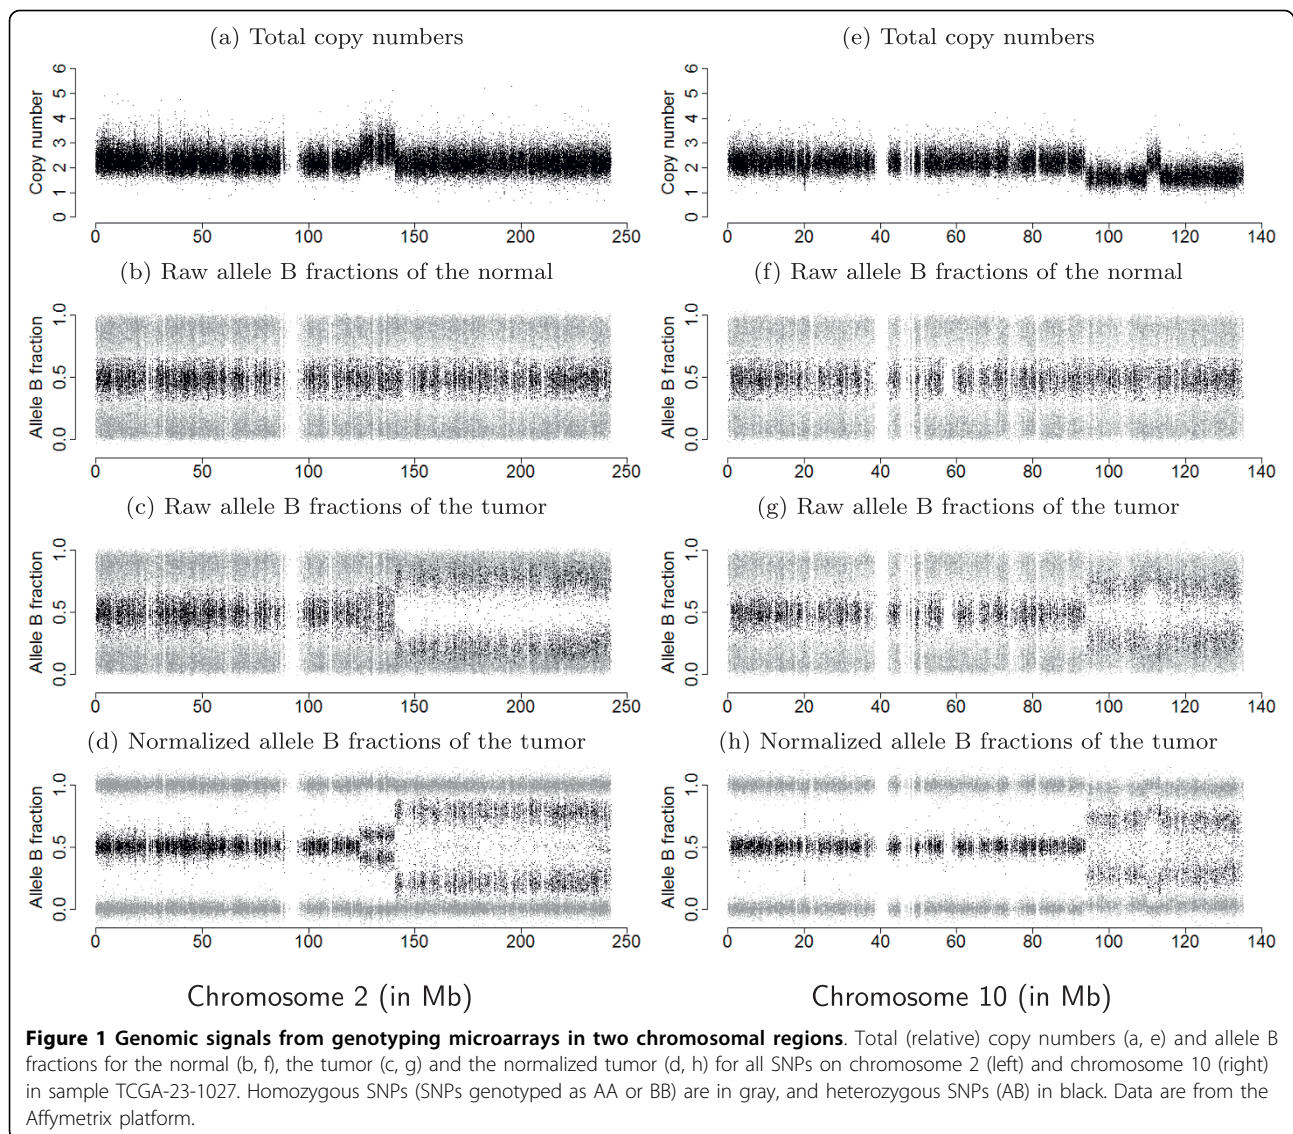 (a) Total copy numbers
Copy number
6
5
4
3
2
1
0
0 50 100 150 200 250
(b) Raw allele B fractions of the normal
Allele B fraction
1.0
0.5
0.0
0 50 100 150 200 250
(c) Raw allele B fractions of the tumor
Allele B fraction
1.0
0.5
0.0
0 50 100 150 200 250
(d) Normalized allele B fractions of the tumor
Allele B fraction
1.0
0.5
0.0
0 50 100 150 200 250
Chromosome 2 (in Mb)
(e) Total copy numbers
Copy number
6
5
4
3
2
1
0
0 20 40 60 80 100 120 140
(f) Raw allele B fractions of the normal
Allele B fraction
1.0
0.5
0.0
0 20 40 60 80 100 120 140
(g) Raw allele B fractions of the tumor
Allele B fraction
1.0
0.5
0.0
0 20 40 60 80 100 120 140
(h) Normalized allele B fractions of the tumor
Allele B fraction
1.0
0.5
0.0
0 20 40 60 80 100 120 140
Chromosome 10 (in Mb)
Figure 1 Genomic signals from genotyping microarrays in two chromosomal regions. Total (relative) copy numbers (a, e) and allele B
fractions for the normal (b, f), the tumor (c, g) and the normalized tumor (d, h) for all SNPs on chromosome 2 (left) and chromosome 10 (right)
in sample TCGA-23-1027. Homozygous SNPs (SNPs genotyped as AA or BB) are in gray, and heterozygous SNPs (AB) in black. Data are from the
Affymetrix platform.